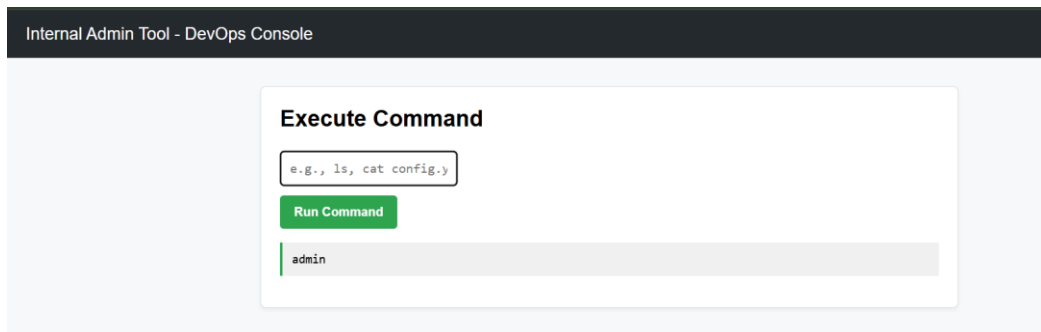 Internal Admin Tool - DevOps Console
Execute Command
e.g., ls, cat config.y
Run Command
admin